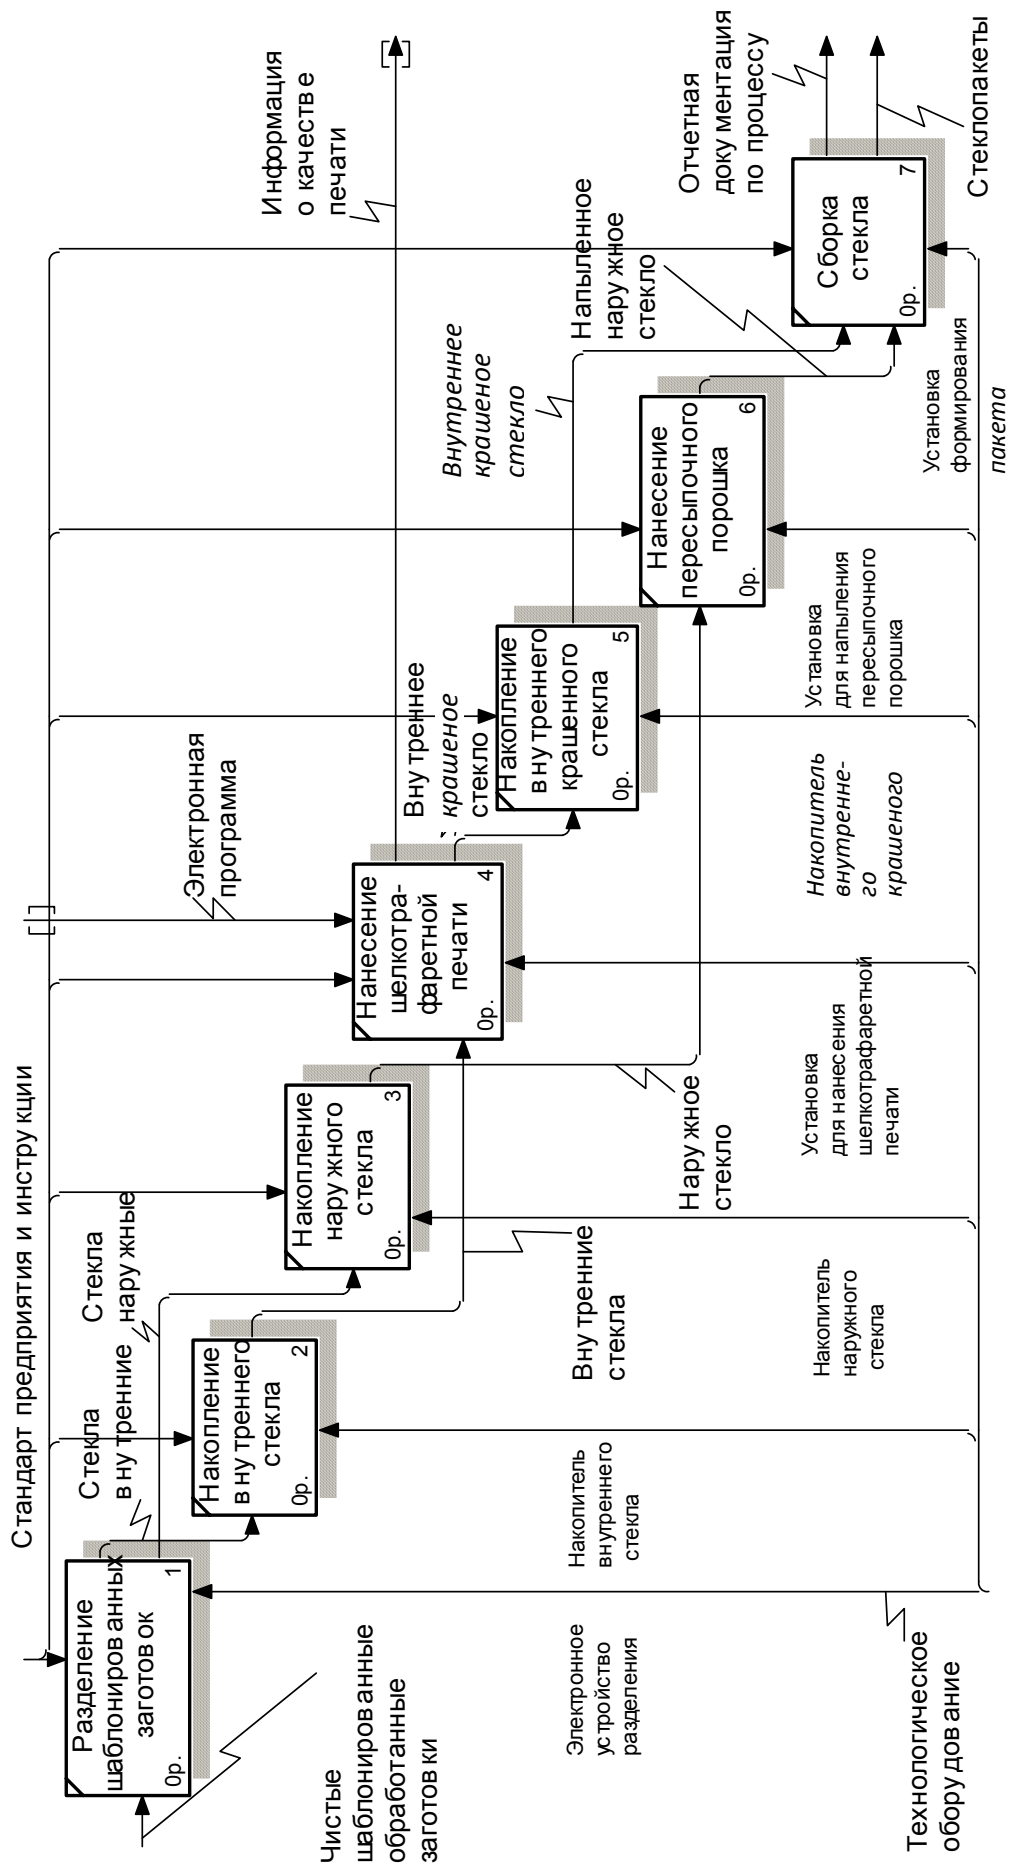 Стандарт предприятия и инструкции
Электронная
программа
Информация
о качестве
печати
Стекла
внутренние
Стекла
наружные
Разделение
шаблонированных
заготовок
0р.
1
Накопление
внутреннего
стекла
0р.
2
Накопление
наружного
стекла
0р.
3
Нанесение
шелкотра-
фаретной
печати
0р.
4
Внутреннее
крашеное
стекло
Накопление
внутреннего
крашенного
стекла
0р.
5
Внутреннее
крашеное
стекло
Нанесение
пересыпочного
порошка
0р.
6
Напыленное
наружное
стекло
Сборка
стекла
0р.
7
Отчетная
документация
по процессу
Стеклопакеты
Чистые
шаблонированные
обработанные
заготовки
Внутренние
стекла
Наружное
стекло
Электронное
устройство
разделения
Накопитель
внутреннего
стекла
Накопитель
наружного
стекла
Установка
для нанесения
шелкотрафаретной
печати
Накопитель
внутренне-
го
крашеного
Установка
для напыления
пересыпочного
порошка
Установка
формирования
пакета
Технологическое
оборудование